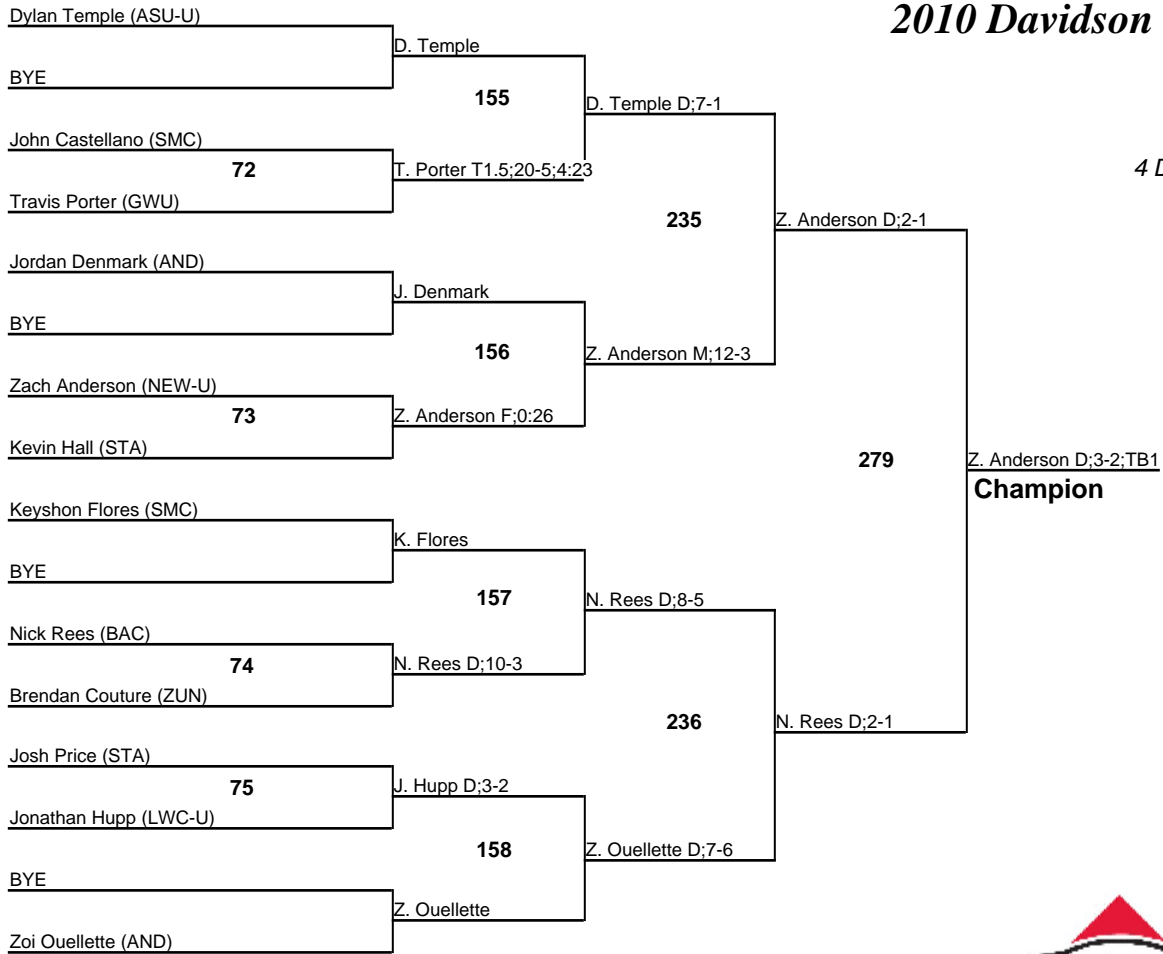 2010 Davidson
4 D
Dylan Temple (ASU-U)
D. Temple
BYE
155
D. Temple D;7-1
John Castellano (SMC)
72
T. Porter T1.5;20-5;4:23
Travis Porter (GWU)
235
Z. Anderson D;2-1
Jordan Denmark (AND)
J. Denmark
BYE
156
Z. Anderson M;12-3
Zach Anderson (NEW-U)
73
Z. Anderson F;0:26
Kevin Hall (STA)
279
Z. Anderson D;3-2;TB1
Champion
Keyshon Flores (SMC)
K. Flores
BYE
157
N. Rees D;8-5
Nick Rees (BAC)
74
N. Rees D;10-3
Brendan Couture (ZUN)
236
N. Rees D;2-1
Josh Price (STA)
75
J. Hupp D;3-2
Jonathan Hupp (LWC-U)
158
Z. Ouellette D;7-6
BYE
Z. Ouellette
Zoi Ouellette (AND)